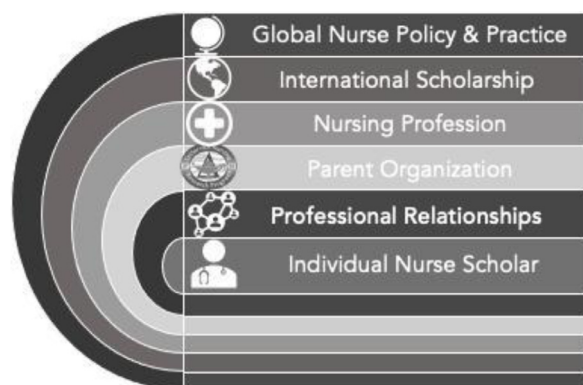 Global Nurse Policy & Practice
International Scholarship
Nursing Profession
Parent Organization
Professional Relationships
Individual Nurse Scholar